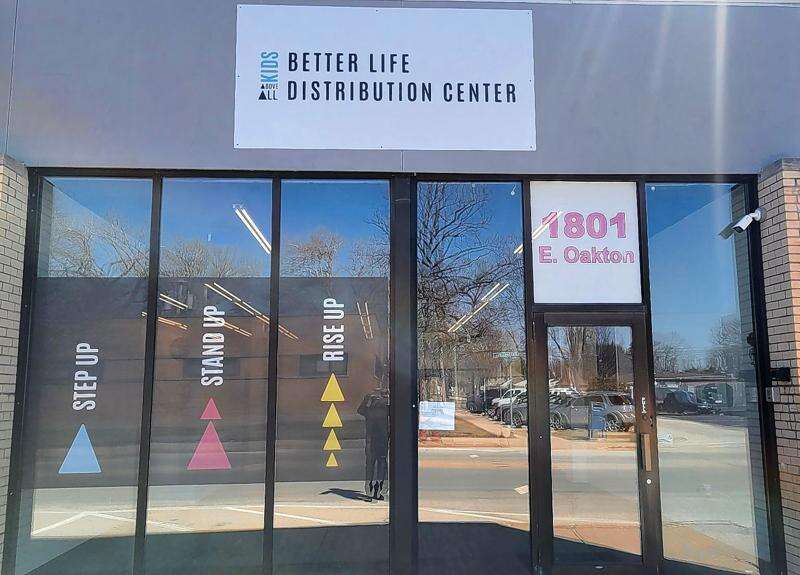 KIDS
ABOVE
ALL
BETTER LIFE
DISTRIBUTION CENTER
1801
E. Oakton
STEP UP
STAND UP
RISE UP